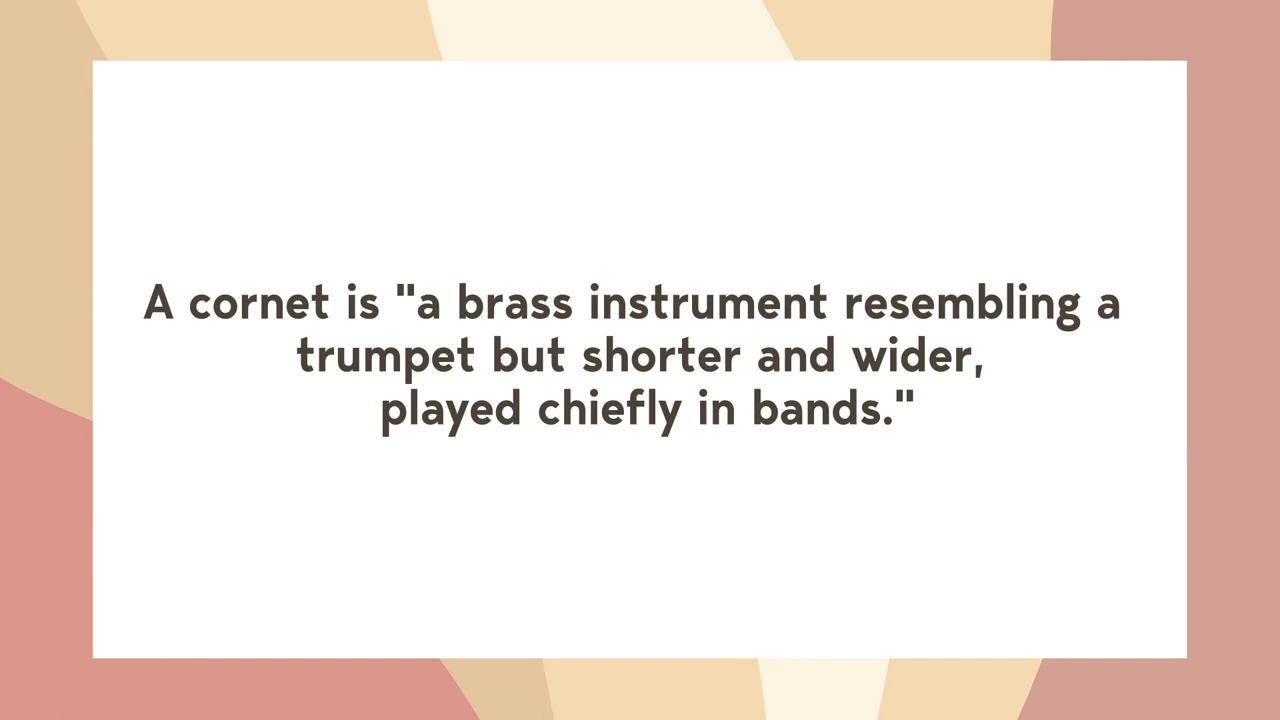 A cornet is "a brass instrument resembling a
trumpet but shorter and wider,
played chiefly in bands."